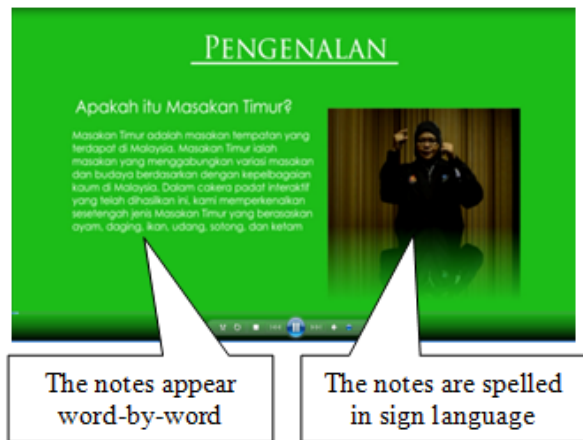 PENGENALAN
Apakah itu Masakan Timur?
Masakan Timur adalah masakan tempatan yang
terdapat di Malaysia. Masakan Timur ialah
masakan yang menggabungkan variasi masakan
dan budaya berdasarkan dengan kepelbagaian
kaum di Malaysia. Dalam cakera padat interaktif
yang telah dihasilkan ini, kami memperkenalkan
sesetengah jenis Masakan Timur yang berasaskan
ayam, daging, ikan, udang, sotong, dan ketam
The notes appear
word-by-word
The notes are spelled
in sign language